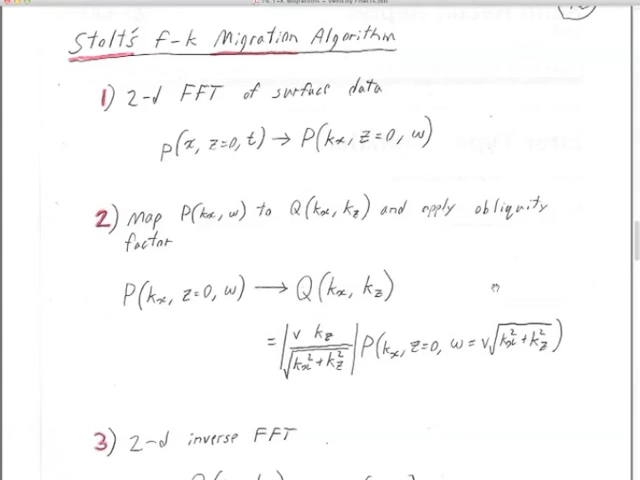 Stolt's f-k Migration Algorithm
1) 2-d FFT of surface data
p(x, z=0, t) → P(kx, z=0, w)
2) Map P(kx, w) to Q(kx, kz) and apply obliquity
factor
P(kx, z=0, w) → Q(kx, kz)
= |v kz / √(kx² + kz²)| P(kx, z=0, w = v√(kx² + kz²))
3) 2-d inverse FFT